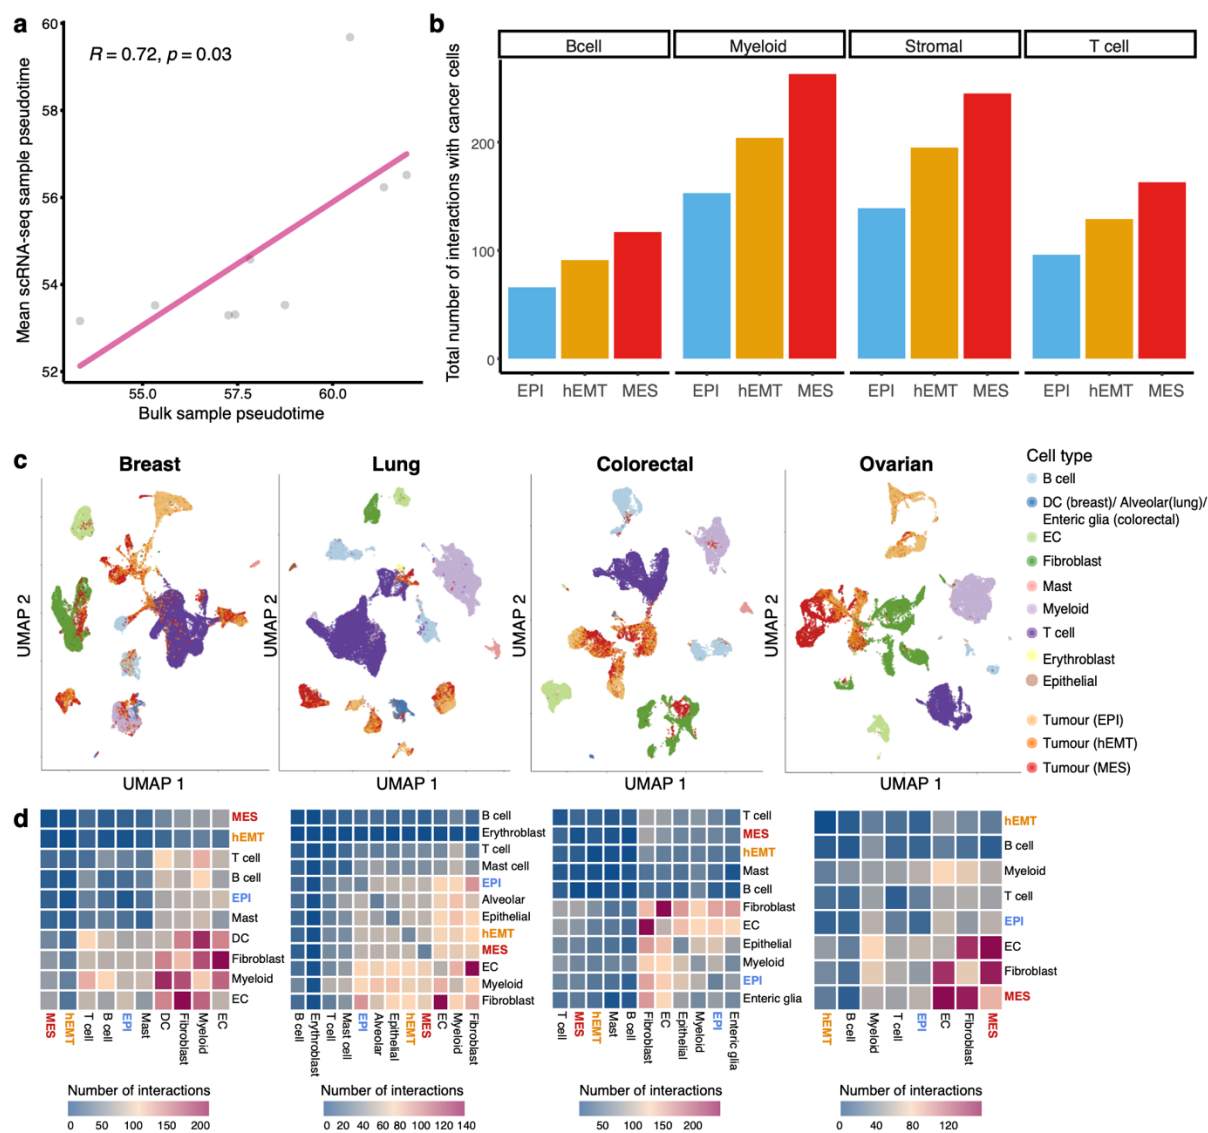 a
R = 0.72, p = 0.03
Mean scRNA-seq sample pseudotime
60
58
56
54
52
55.0 57.5 60.0
Bulk sample pseudotime
b
Bcell Myeloid Stromal T cell
Total number of interactions with cancer cells
200
100
0
EPI hEMT MES EPI hEMT MES EPI hEMT MES EPI hEMT MES
c
Breast Lung Colorectal Ovarian
UMAP 2 UMAP 2 UMAP 2 UMAP 2
UMAP 1 UMAP 1 UMAP 1 UMAP 1
Cell type
B cell
DC (breast)/ Alveolar(lung)/
Enteric glia (colorectal)
EC
Fibroblast
Mast
Myeloid
T cell
Erythroblast
Epithelial
Tumour (EPI)
Tumour (hEMT)
Tumour (MES)
d
MES
hEMT
T cell
B cell
EPI
Mast
DC
Fibroblast
Myeloid
EC
MES hEMT T cell B cell EPI Mast DC Fibroblast Myeloid EC
Number of interactions
0 50 100 150 200
B cell
Erythroblast
T cell
Mast cell
EPI
Alveolar
Epithelial
hEMT
MES
EC
Myeloid
Fibroblast
B cell Erythroblast T cell Mast cell EPI Alveolar Epithelial hEMT MES EC Myeloid Fibroblast
Number of interactions
0 20 40 60 80 100 120 140
T cell
MES
hEMT
Mast
B cell
Fibroblast
EC
Epithelial
Myeloid
EPI
Enteric glia
T cell MES hEMT Mast B cell Fibroblast EC Epithelial Myeloid EPI Enteric glia
Number of interactions
50 100 150 200
hEMT
B cell
Myeloid
T cell
EPI
EC
Fibroblast
MES
hEMT B cell Myeloid T cell EPI EC Fibroblast MES
Number of interactions
0 40 80 120